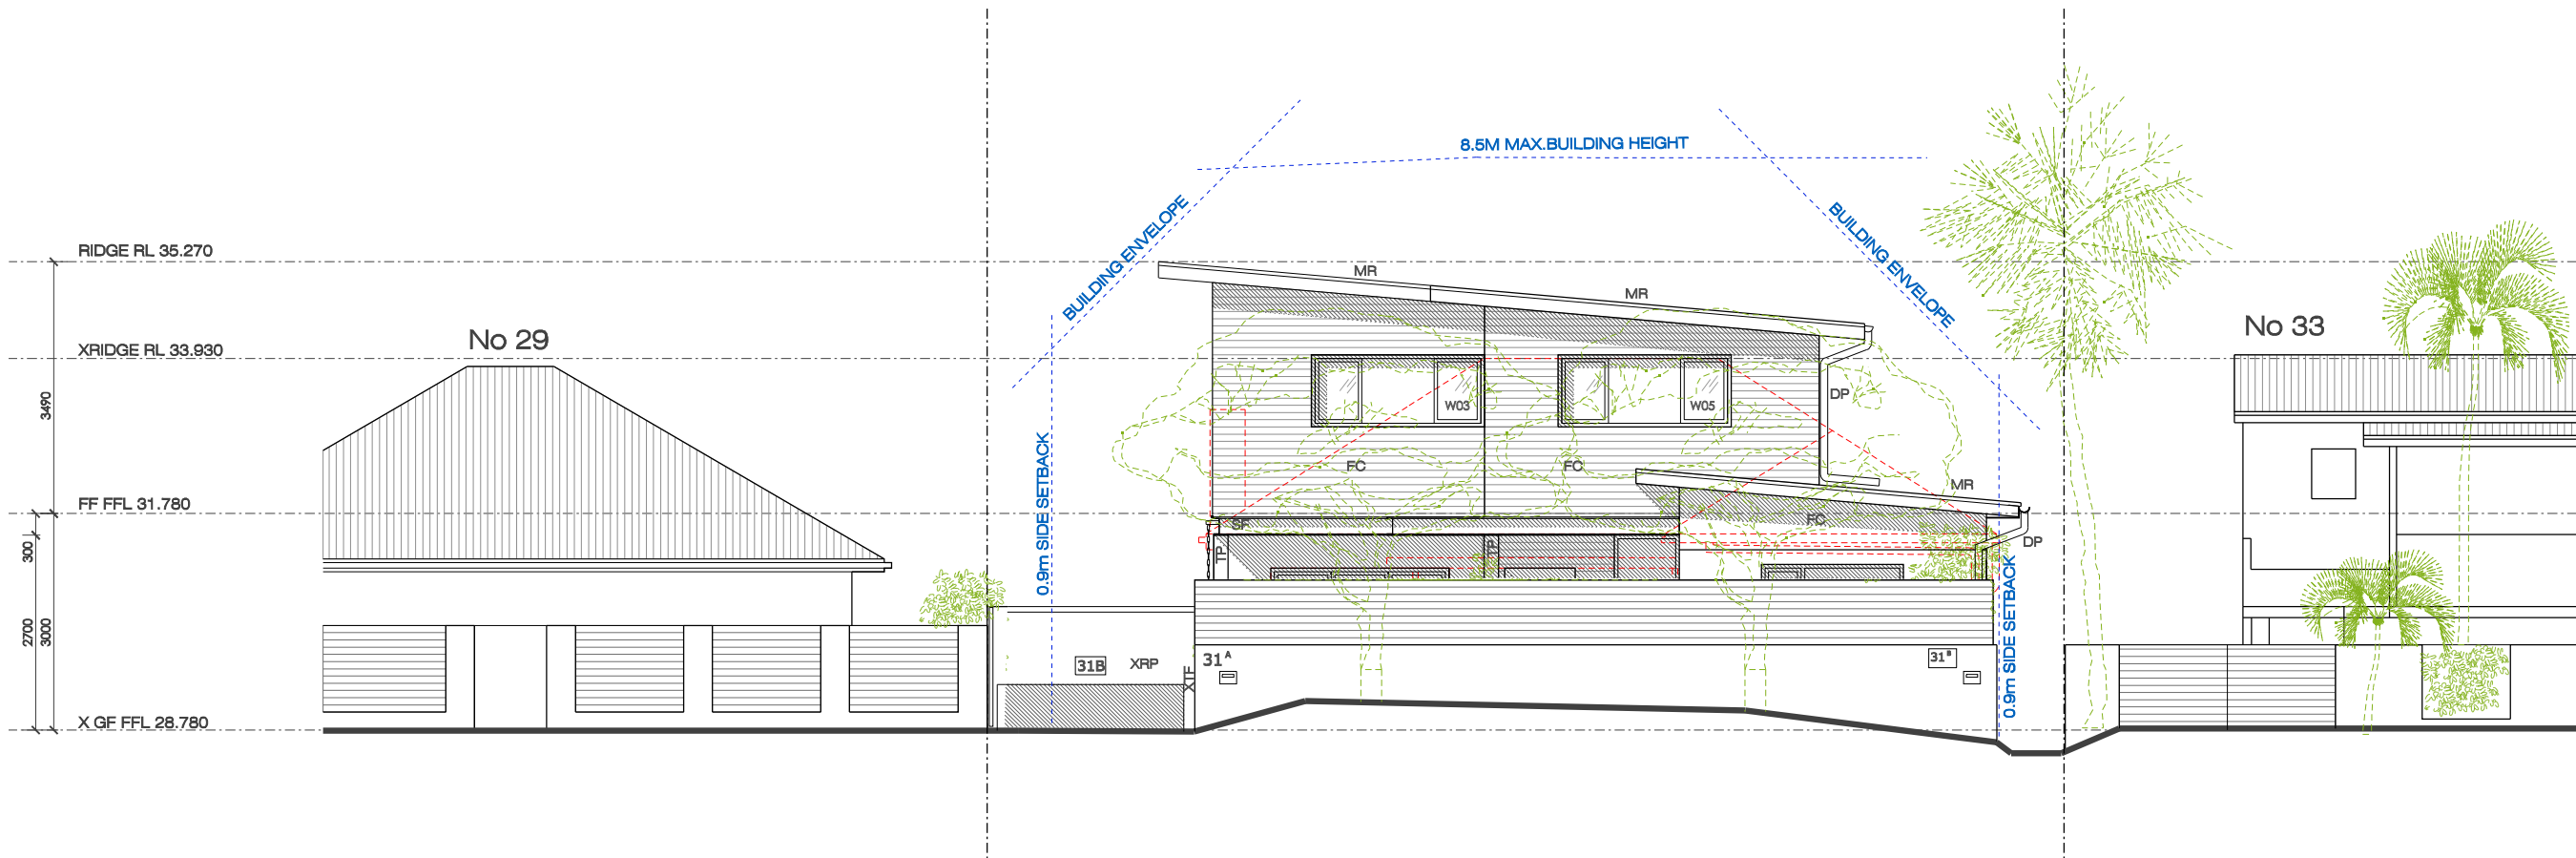 8.5M MAX.BUILDING HEIGHT
BUILDING ENVELOPE
BUILDING ENVELOPE
RIDGE RL 35.270
MR
MR
No 29
No 33
XRIDGE RL 33.930
3490
W03
W05
DP
0.9m SIDE SETBACK
FC
FC
MR
FF FFL 31.780
SF
FC
TP
TP
DP
300
2700
3000
0.9m SIDE SETBACK
31B
XRP
XTF
31 A
31 B
X GF FFL 28.780